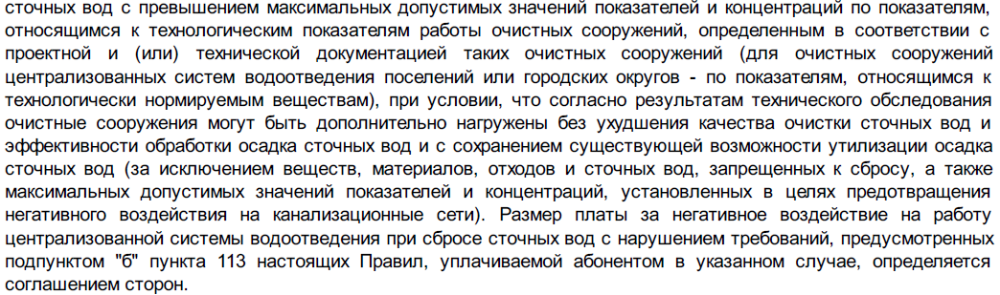 сточных вод с превышением максимальных допустимых значений показателей и концентраций по показателям,
относящимся к технологическим показателям работы очистных сооружений, определенным в соответствии с
проектной и (или) технической документацией таких очистных сооружений (для очистных сооружений
централизованных систем водоотведения поселений или городских округов - по показателям, относящимся к
технологически нормируемым веществам), при условии, что согласно результатам технического обследования
очистные сооружения могут быть дополнительно нагружены без ухудшения качества очистки сточных вод и
эффективности обработки осадка сточных вод и с сохранением существующей возможности утилизации осадка
сточных вод (за исключением веществ, материалов, отходов и сточных вод, запрещенных к сбросу, а также
максимальных допустимых значений показателей и концентраций, установленных в целях предотвращения
негативного воздействия на канализационные сети). Размер платы за негативное воздействие на работу
централизованной системы водоотведения при сбросе сточных вод с нарушением требований, предусмотренных
подпунктом "б" пункта 113 настоящих Правил, уплачиваемой абонентом в указанном случае, определяется
соглашением сторон.